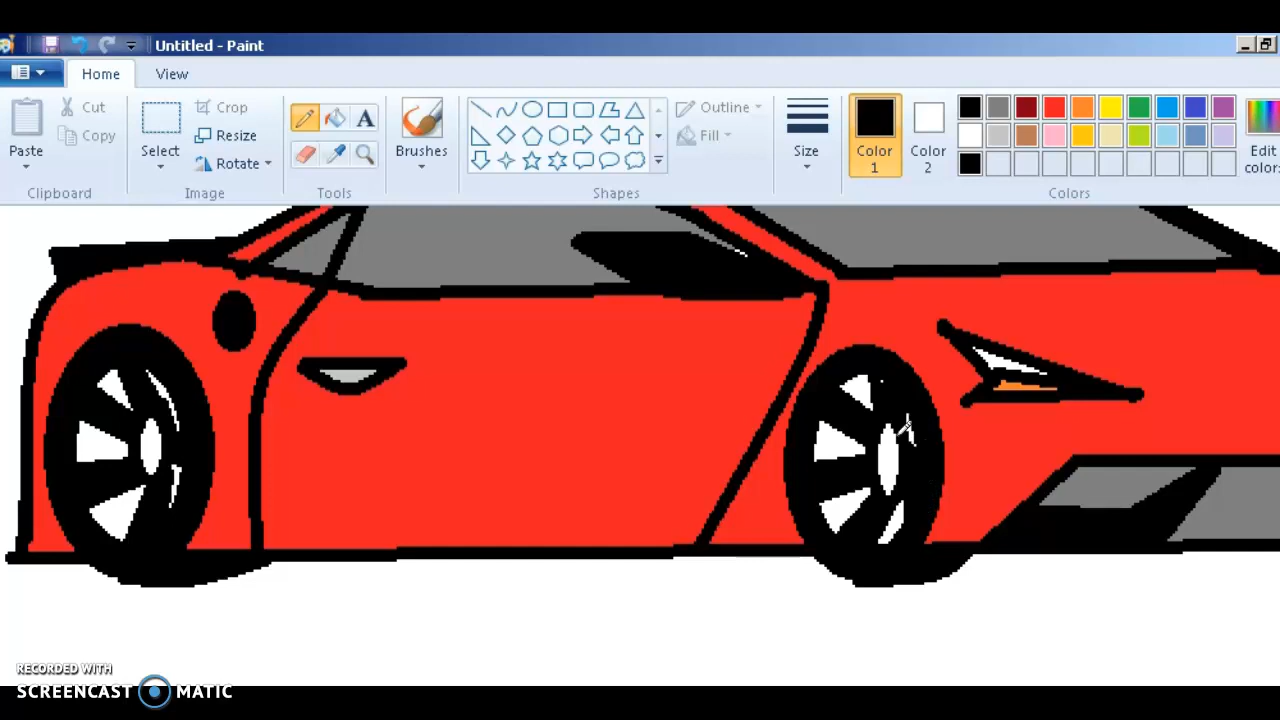 Untitled - Paint
Home View
Cut
Copy
Paste
Clipboard
Select
Crop
Resize
Rotate
Image
A
Tools
Brushes
Outline
Fill
Shapes
Size
Color 1
Color 2
Colors
Edit
RECORDED WITH
SCREENCAST MATIC